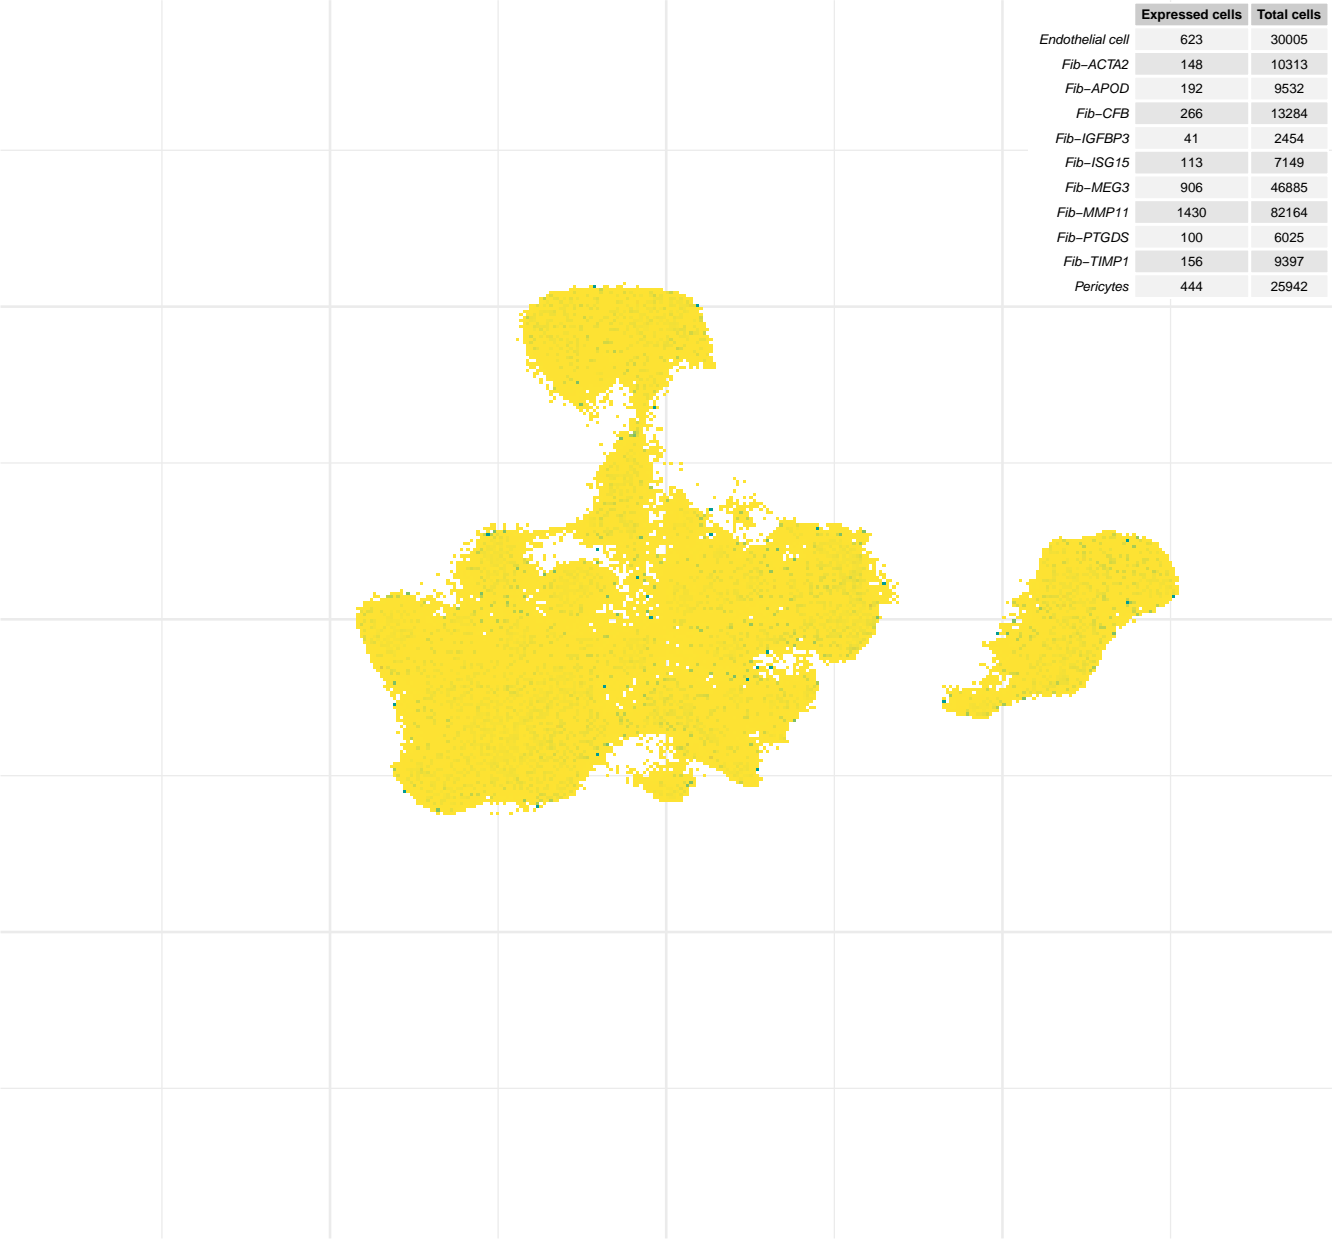 Expressed cells Total cells
Endothelial cell 623 30005
Fib−ACTA2 148 10313
Fib−APOD 192 9532
Fib−CFB 266 13284
Fib−IGFBP3 41 2454
Fib−ISG15 113 7149
Fib−MEG3 906 46885
Fib−MMP11 1430 82164
Fib−PTGDS 100 6025
Fib−TIMP1 156 9397
Pericytes 444 25942